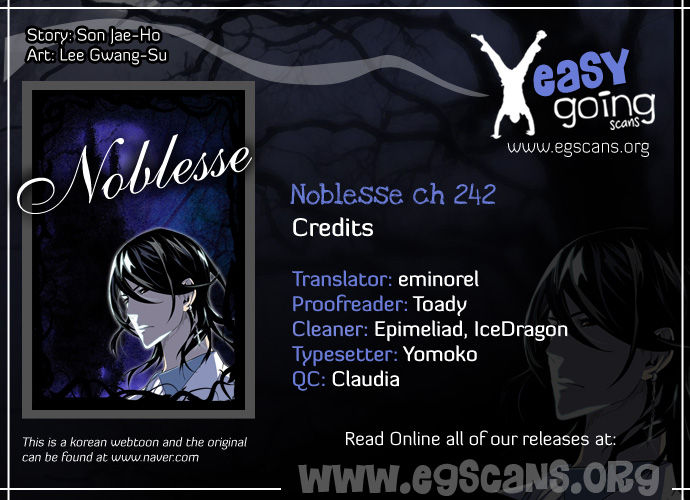 Story: Son Jae-Ho
Art: Lee Gwang-Su
easy
going
scans
www.egscans.org
Noblesse
Noblesse ch 242
Credits
Translator: eminorel
Proofreader: Toady
Cleaner: Epimeliad, IceDragon
Typesetter: Yomoko
QC: Claudia
This is a korean webtoon and the original
can be found at www.naver.com
Read Online all of our releases at:
www.egscans.org